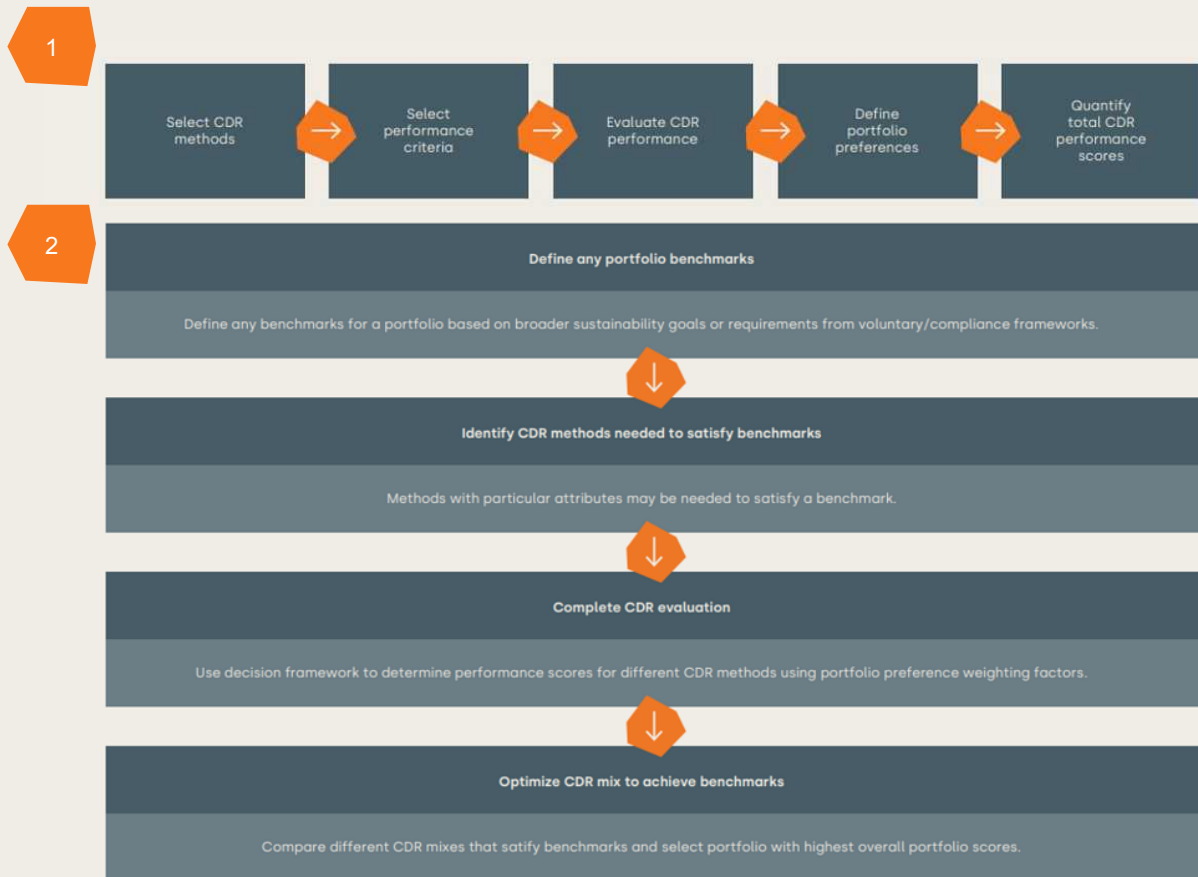 1
Select CDR
methods
Select
performance
criteria
Evaluate CDR
performance
Define
portfolio
preferences
Quantify
total CDR
performance
scores
2
Define any portfolio benchmarks
Define any benchmarks for a portfolio based on broader sustainability goals or requirements from voluntary/compliance frameworks.
Identify CDR methods needed to satisfy benchmarks
Methods with particular attributes may be needed to satisfy a benchmark.
Complete CDR evaluation
Use decision framework to determine performance scores for different CDR methods using portfolio preference weighting factors.
Optimize CDR mix to achieve benchmarks
Compare different CDR mixes that satify benchmarks and select portfolio with highest overall portfolio scores.